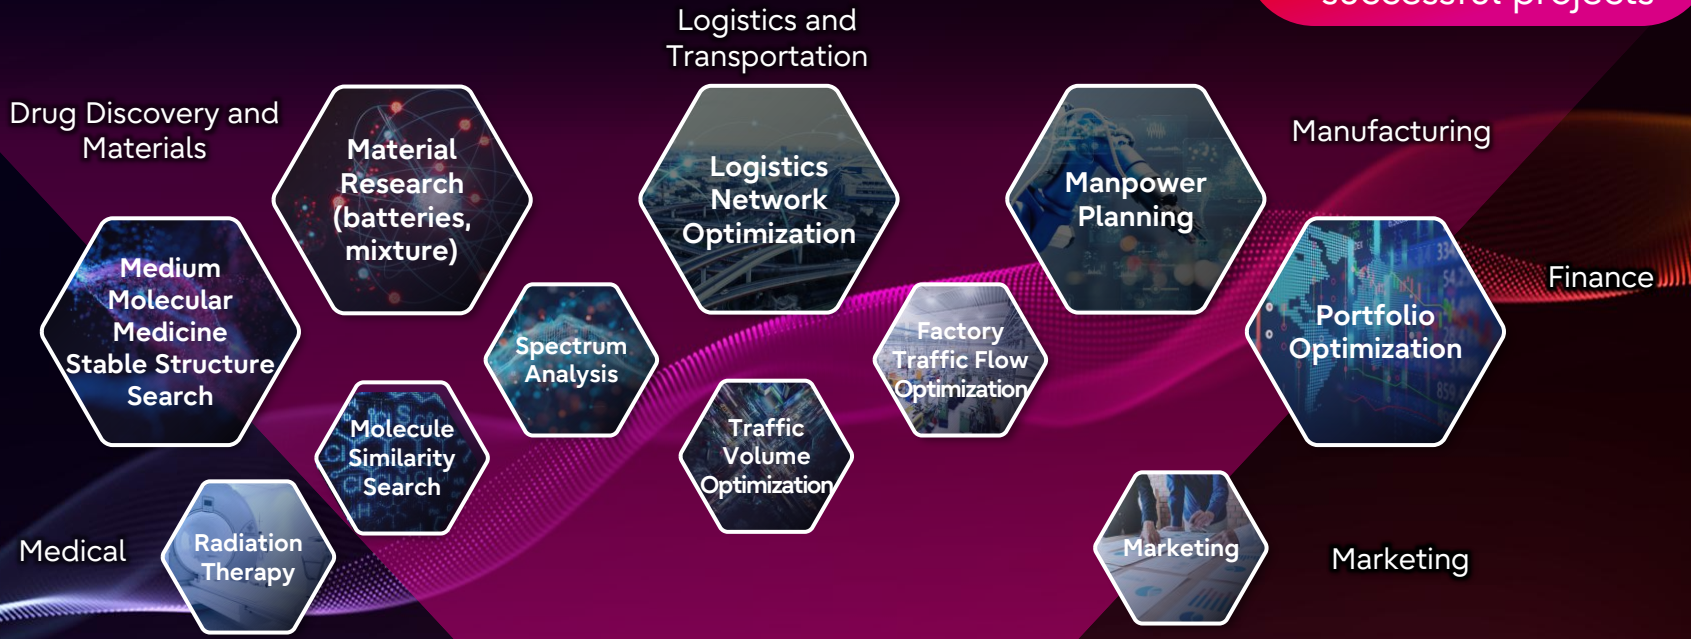 successful projects
Logistics and
Transportation
Drug Discovery and
Materials
Manufacturing
Material
Research
(batteries,
mixture)
Logistics
Network
Optimization
Manpower
Planning
Medium
Molecular
Medicine
Stable Structure
Search
Finance
Portfolio
Optimization
Spectrum
Analysis
Factory
Traffic Flow
Optimization
Molecule
Similarity
Search
Traffic
Volume
Optimization
Medical
Radiation
Therapy
Marketing
Marketing